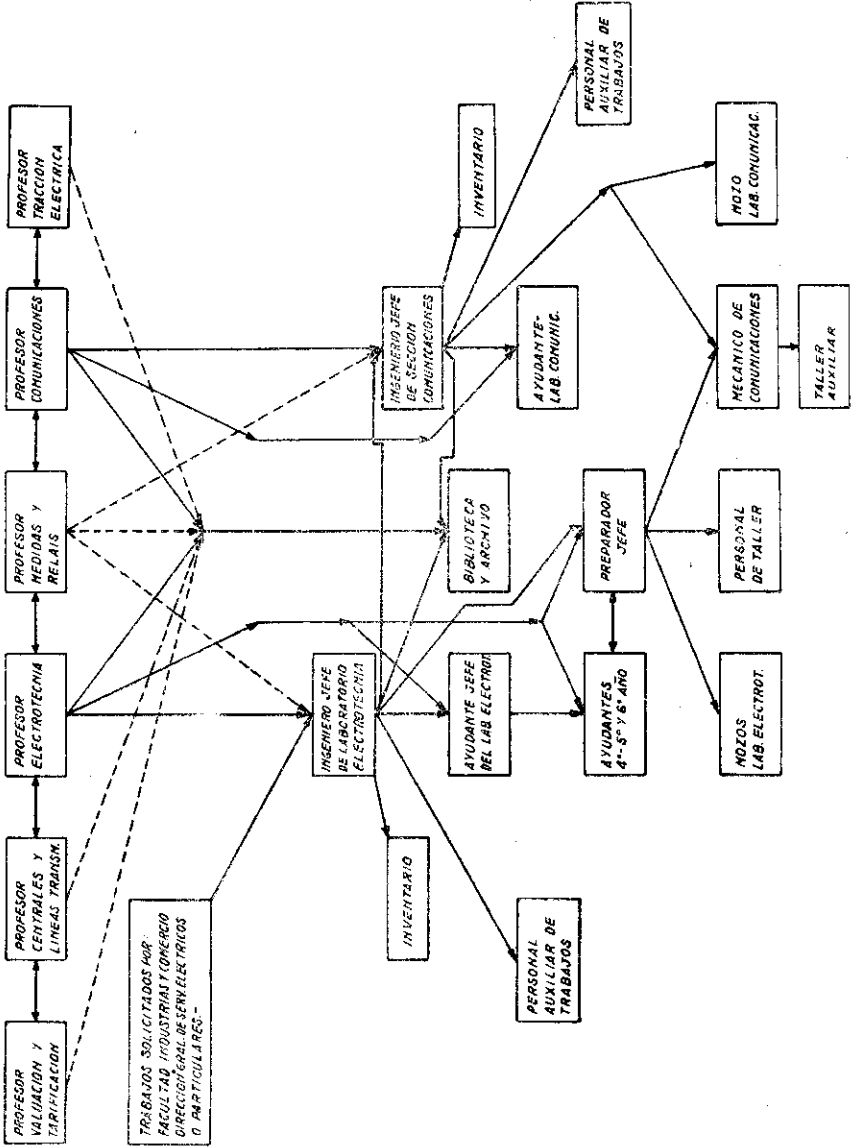 PROFESOR
VALUACION Y
TARIFICACION
PROFESOR
CENTRALES Y
LINEAS TRANSM.
PROFESOR
ELECTROTECNIA
PROFESOR
MEDIDAS Y
RELAIS
PROFESOR
COMUNICACIONES
PROFESOR
TRACCION
ELECTRICA
TRABAJOS SOLICITADOS POR:
FACULTAD INDUSTRIAS Y COMERCIO
DIRECCION GRAL. DE SERV. ELECTRICOS
O PARTICULARES.-
INGENIERO JEFE
DE LABORATORIO
ELECTROTECNIA
INGENIERO JEFE
DE SECCION
COMUNICACIONES
INVENTARIO
INVENTARIO
AYUDANTE JEFE
DEL LAB. ELECTROT.
BIBLIOTECA
Y ARCHIVO
AYUDANTE-
LAB. COMUNIC.
PERSONAL
AUXILIAR DE
TRABAJOS
PERSONAL
AUXILIAR DE
TRABAJOS
AYUDANTES
4º-5º Y 6º AÑO
PREPARADOR
JEFE
MOZOS
LAB. ELECTROT.
PERSONAL
DE TALLER
MECANICO DE
COMUNICACIONES
MOZO
LAB. COMUNICAC.
TALLER
AUXILIAR